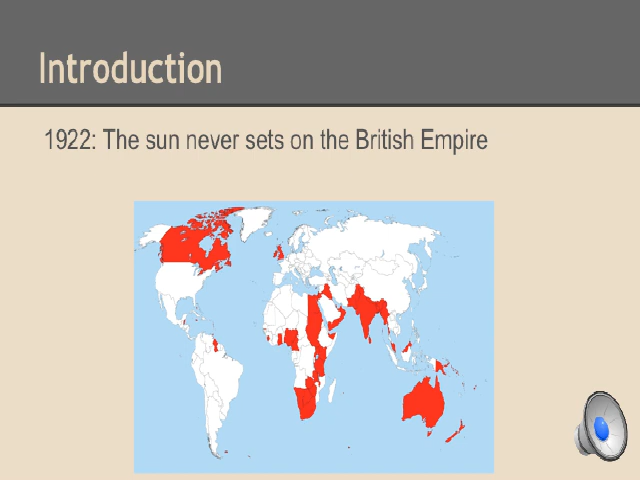 Introduction
1922: The sun never sets on the British Empire